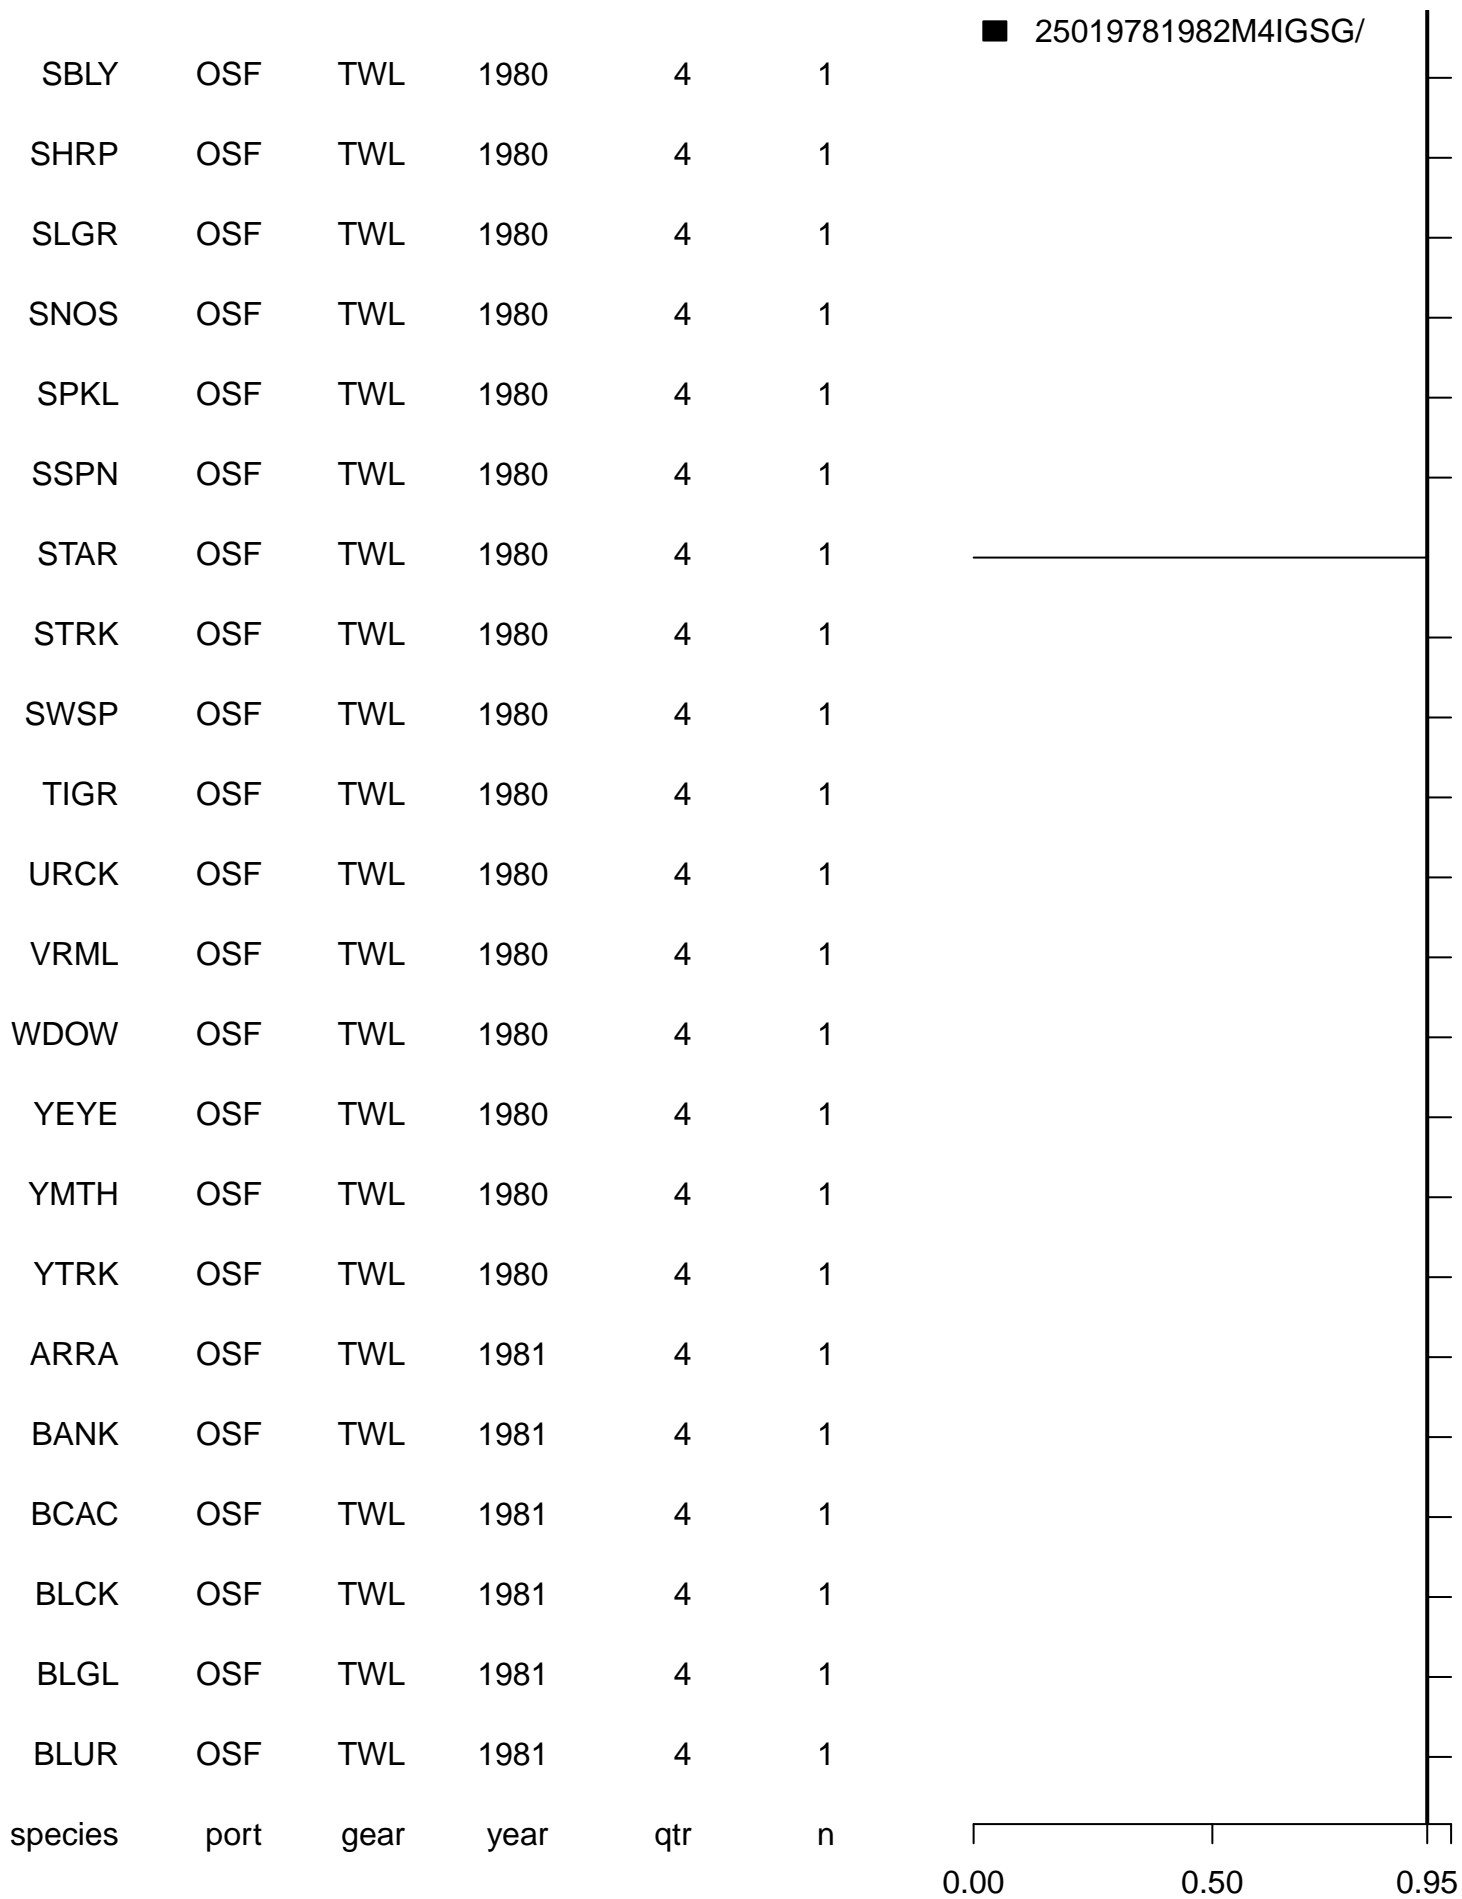 25019781982M4IGSG/
SBLY OSF TWL 1980 4 1
SHRP OSF TWL 1980 4 1
SLGR OSF TWL 1980 4 1
SNOS OSF TWL 1980 4 1
SPKL OSF TWL 1980 4 1
SSPN OSF TWL 1980 4 1
STAR OSF TWL 1980 4 1
STRK OSF TWL 1980 4 1
SWSP OSF TWL 1980 4 1
TIGR OSF TWL 1980 4 1
URCK OSF TWL 1980 4 1
VRML OSF TWL 1980 4 1
WDOW OSF TWL 1980 4 1
YEYE OSF TWL 1980 4 1
YMTH OSF TWL 1980 4 1
YTRK OSF TWL 1980 4 1
ARRA OSF TWL 1981 4 1
BANK OSF TWL 1981 4 1
BCAC OSF TWL 1981 4 1
BLCK OSF TWL 1981 4 1
BLGL OSF TWL 1981 4 1
BLUR OSF TWL 1981 4 1
species port gear year qtr n
0.00 0.50 0.95